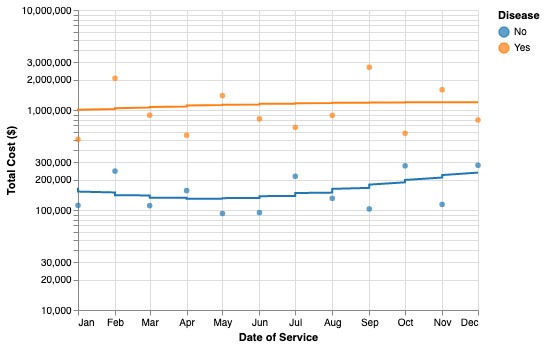 10,000,000
3,000,000
2,000,000
1,000,000
300,000
200,000
100,000
30,000
20,000
10,000
Total Cost ($)
Jan Feb Mar Apr May Jun Jul Aug Sep Oct Nov Dec
Date of Service
Disease
No
Yes